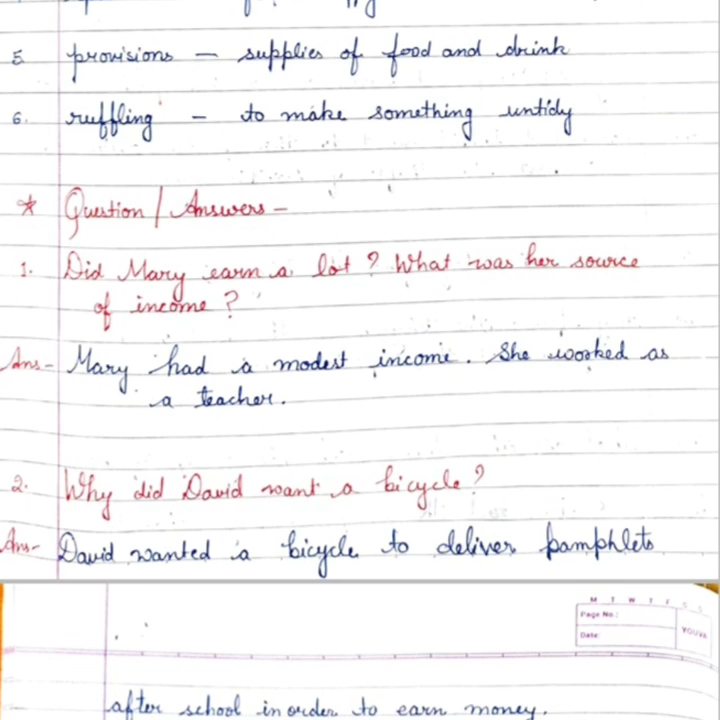 5. provisions — supplies of food and drink
6. ruffling — to make something untidy
* Question / Answers —
1. Did Mary earn a lot ? What was her source
of income ?
Ans- Mary had a modest income. She worked as
a teacher.
2. Why did David want a bicycle ?
Ans- David wanted a bicycle to deliver pamphlets
M T W T F S S
Page No.:
Date:
YOUVA
after school in order to earn money.